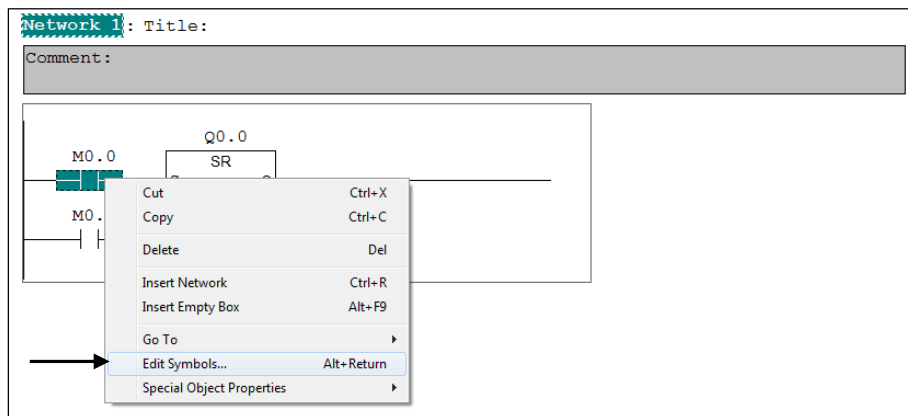 Network 1: Title:
Comment:
Q0.0
M0.0
SR
Cut Ctrl+X
M0.
Copy Ctrl+C
Delete Del
Insert Network Ctrl+R
Insert Empty Box Alt+F9
Go To
Edit Symbols... Alt+Return
Special Object Properties